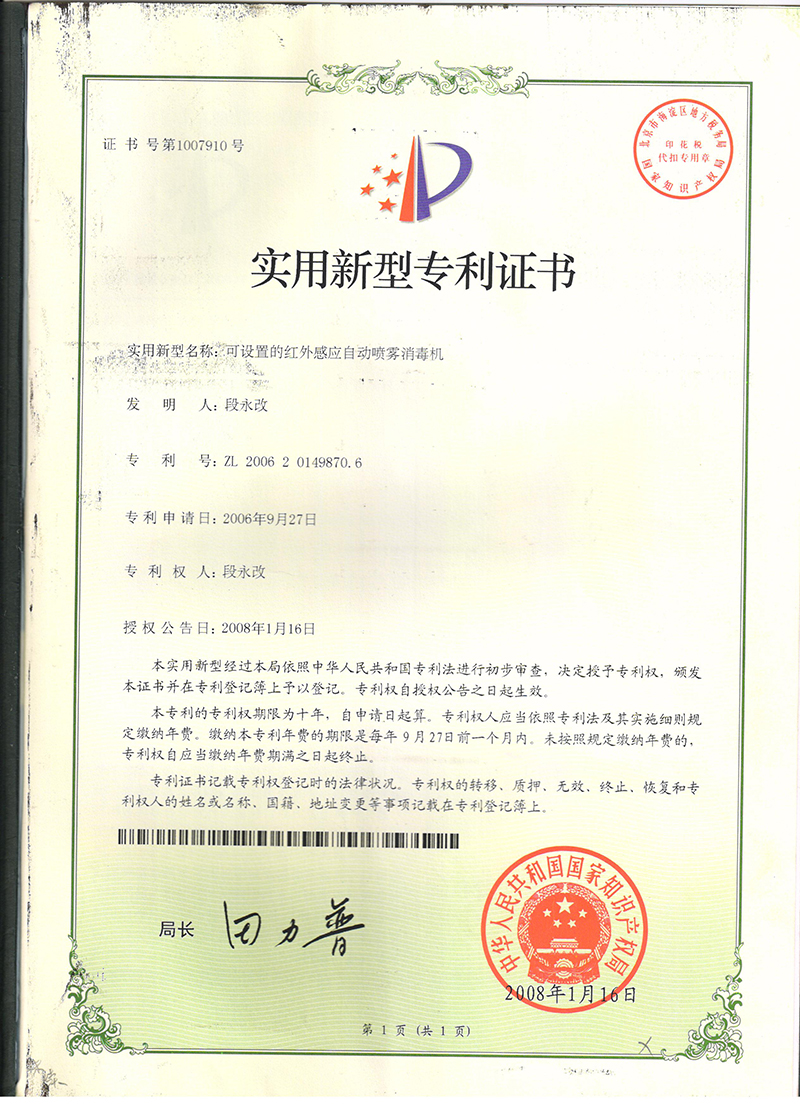 证书号第1007910号
北京市海淀区地方税务局
印花税
代扣专用章
国家知识产权局
实用新型专利证书
实用新型名称：可设置的红外感应自动喷雾消毒机
发明人：段永改
专利号：ZL 2006 2 0149870.6
专利申请日：2006年9月27日
专利权人：段永改
授权公告日：2008年1月16日
本实用新型经过本局依照中华人民共和国专利法进行初步审查，决定授予专利权，颁发
本证书并在专利登记簿上予以登记。专利权自授权公告之日起生效。
本专利的专利权期限为十年，自申请日起算。专利权人应当依照专利法及其实施细则规
定缴纳年费。缴纳本专利年费的期限是每年9月27日前一个月内。未按照规定缴纳年费的，
专利权自应当缴纳年费期满之日起终止。
专利证书记载专利权登记时的法律状况。专利权的转移、质押、无效、终止、恢复和专
利权人的姓名或名称、国籍、地址变更等事项记载在专利登记簿上。
局长 田力普
中华人民共和国国家知识产权局
2008年1月16日
第1页(共1页)